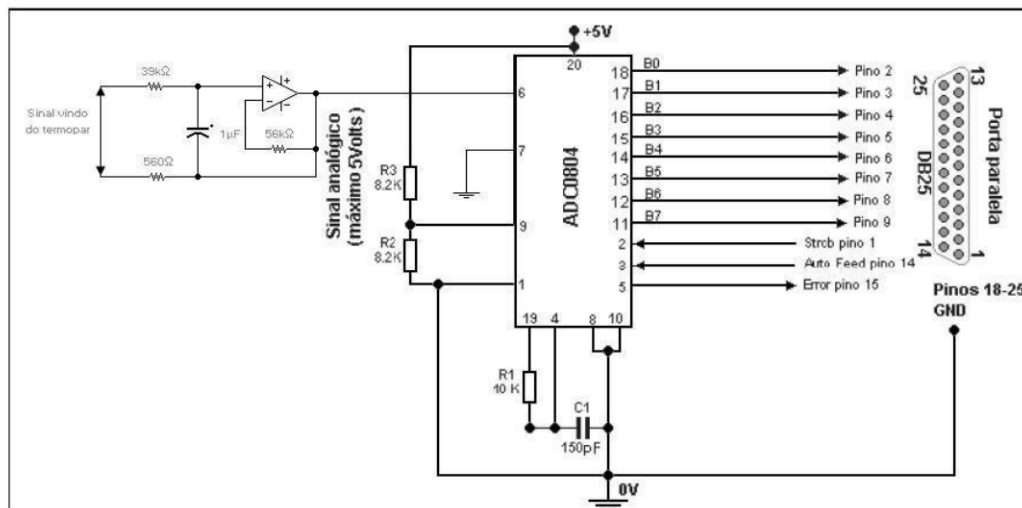 +5V
20
39kΩ
Sinal vindo
do termopar
1µF
56kΩ
560Ω
Sinal analógico
(máximo 5Volts)
R3
8.2K
R2
8.2K
6
7
9
1
ADC0804
18
17
16
15
14
13
12
11
2
3
5
B0
B1
B2
B3
B4
B5
B6
B7
Pino 2
Pino 3
Pino 4
Pino 5
Pino 6
Pino 7
Pino 8
Pino 9
Strob pino 1
Auto Feed pino 14
Error pino 15
13
25
DB25
Porta paralela
14
1
Pinos 18-25
GND
19
4
8
10
R1
10 K
C1
150pF
0V